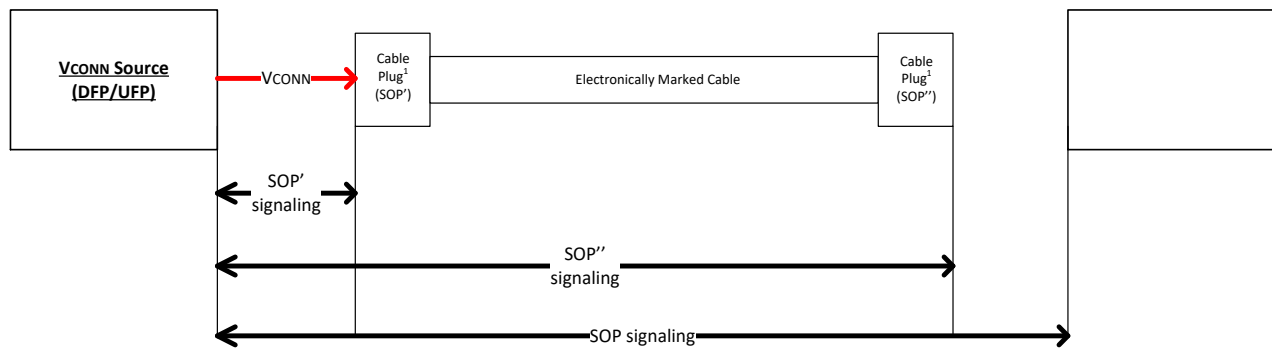 VCONN Source
(DFP/UFP)
VCONN
Cable
Plug1
(SOP')
Electronically Marked Cable
Cable
Plug1
(SOP'')
SOP'
signaling
SOP''
signaling
SOP signaling